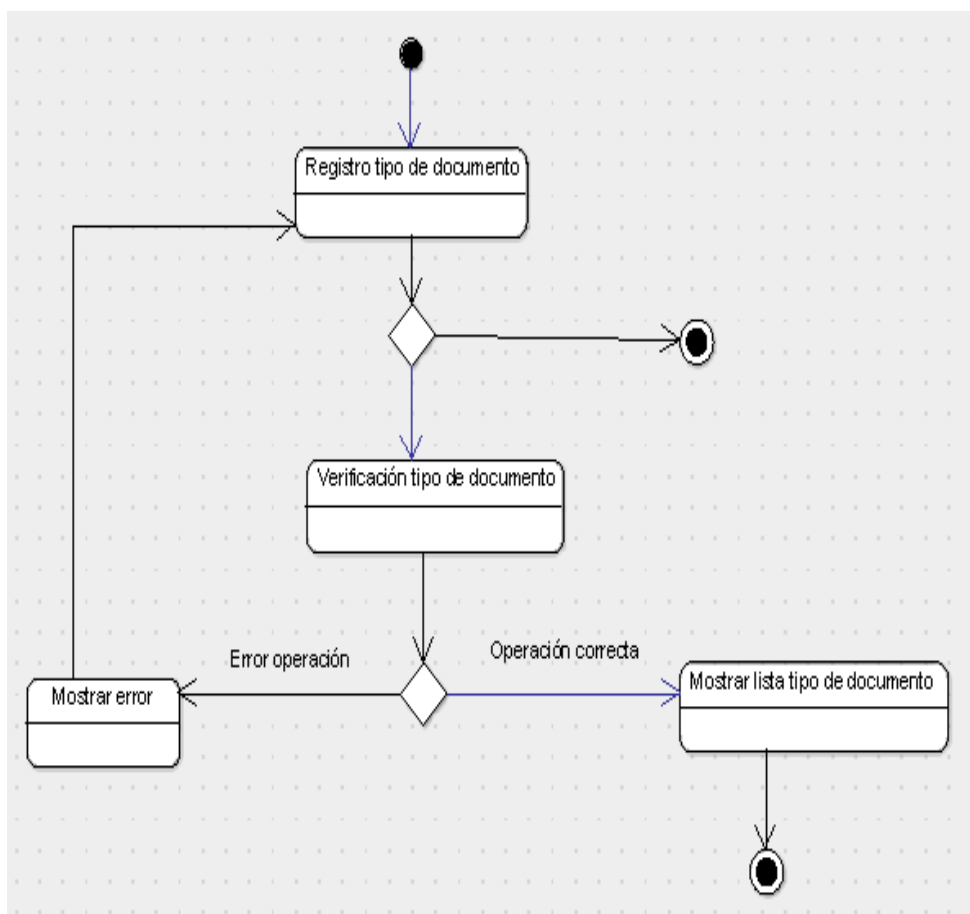 Registro tipo de documento
Verificación tipo de documento
Error operación
Operación correcta
Mostrar error
Mostrar lista tipo de documento